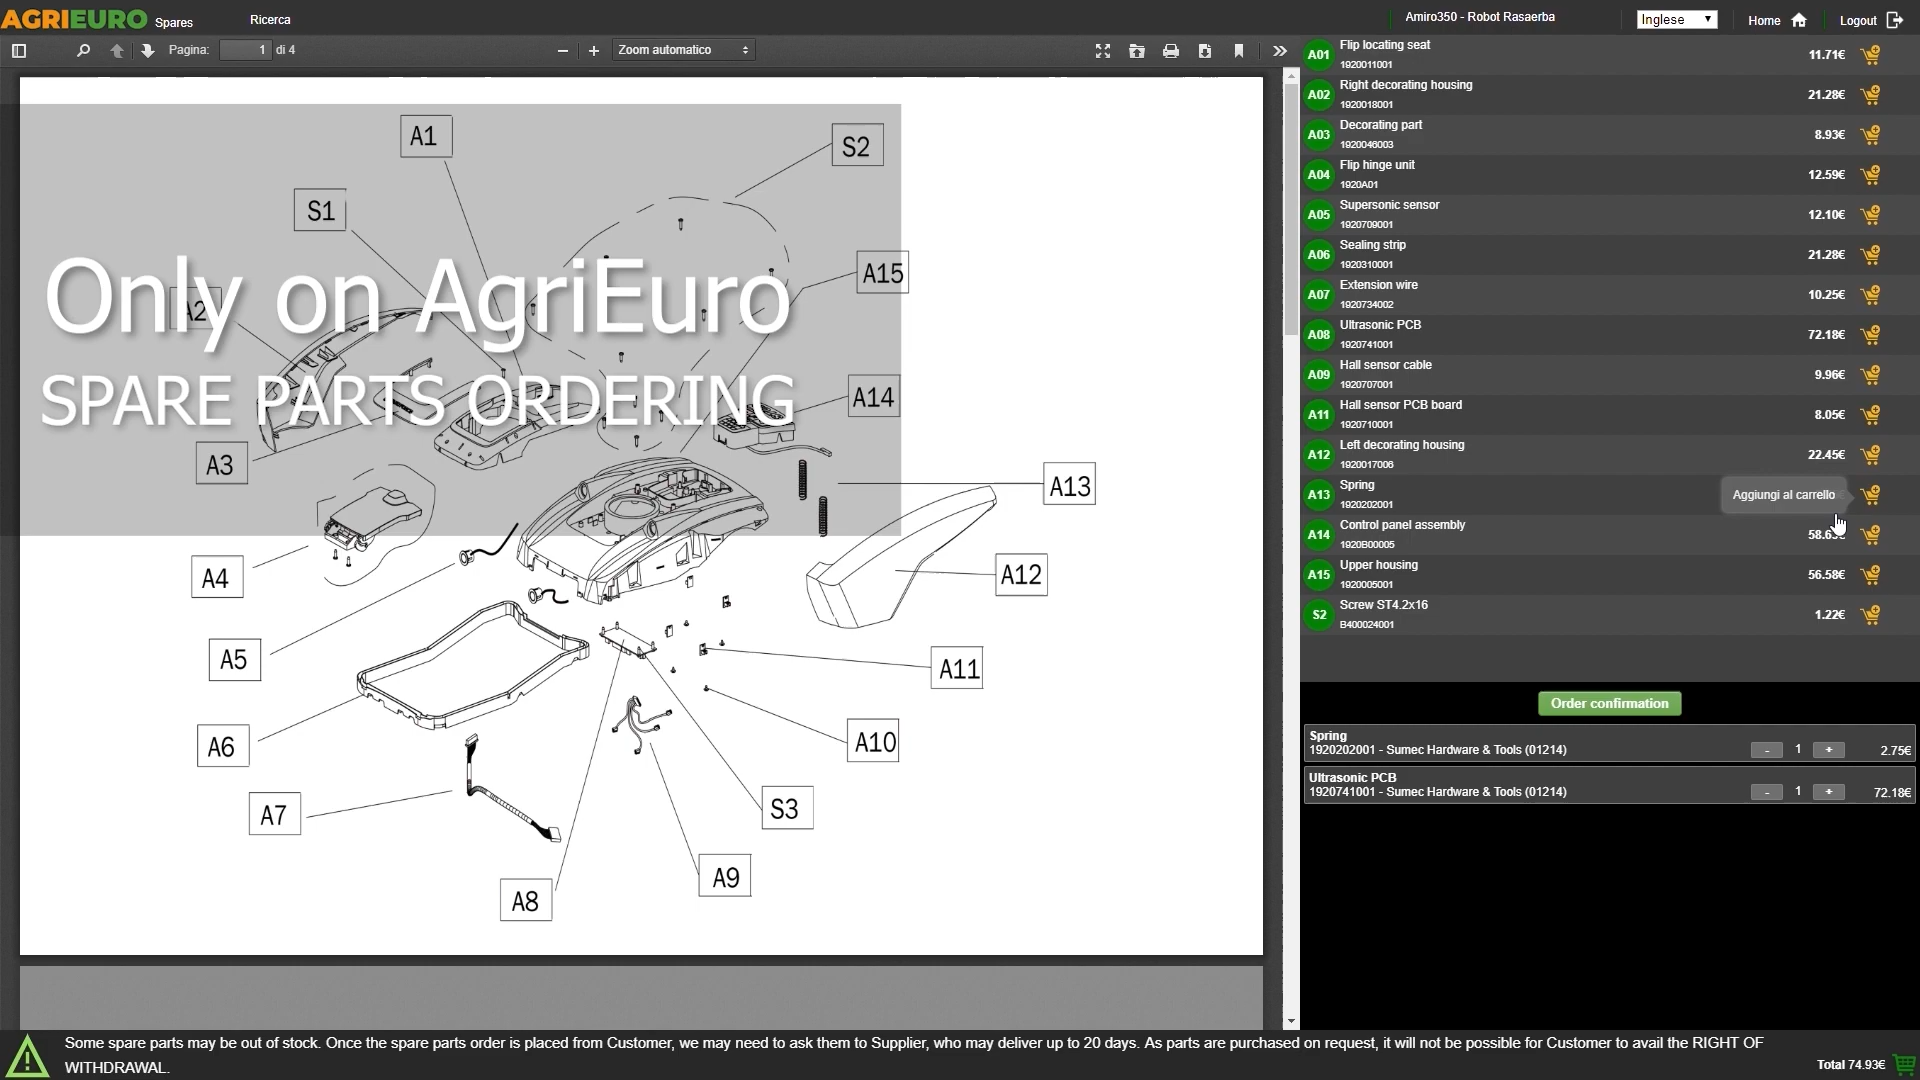 AGRIEURO Spares
Ricerca
Amiro350 - Robot Rasaerba
Inglese
Home
Logout
Pagina: 1 di 4
Zoom automatico
A1
S2
S1
A15
A2
Only on AgriEuro
SPARE PARTS ORDERING
A14
A3
A13
A4
A12
A5
A11
A6
A10
A7
S3
A9
A8
A01 Flip locating seat 11.71€
1920011001
A02 Right decorating housing 21.28€
1920018001
A03 Decorating part 8.93€
1920046003
A04 Flip hinge unit 12.59€
1920A01
A05 Supersonic sensor 12.10€
1920709001
A06 Sealing strip 21.28€
1920310001
A07 Extension wire 10.25€
1920734002
A08 Ultrasonic PCB 72.18€
1920741001
A09 Hall sensor cable 9.96€
1920707001
A11 Hall sensor PCB board 8.05€
1920710001
A12 Left decorating housing 22.45€
1920017006
A13 Spring
1920202001
Aggiungi al carrello
A14 Control panel assembly
1920B00005
A15 Upper housing 56.58€
1920005001
S2 Screw ST4.2x16 1.22€
B400024001
Order confirmation
Spring
1920202001 - Sumec Hardware & Tools (01214) - 1 + 2.75€
Ultrasonic PCB
1920741001 - Sumec Hardware & Tools (01214) - 1 + 72.18€
Some spare parts may be out of stock. Once the spare parts order is placed from Customer, we may need to ask them to Supplier, who may deliver up to 20 days. As parts are purchased on request, it will not be possible for Customer to avail the RIGHT OF
WITHDRAWAL.
Total 74.93€